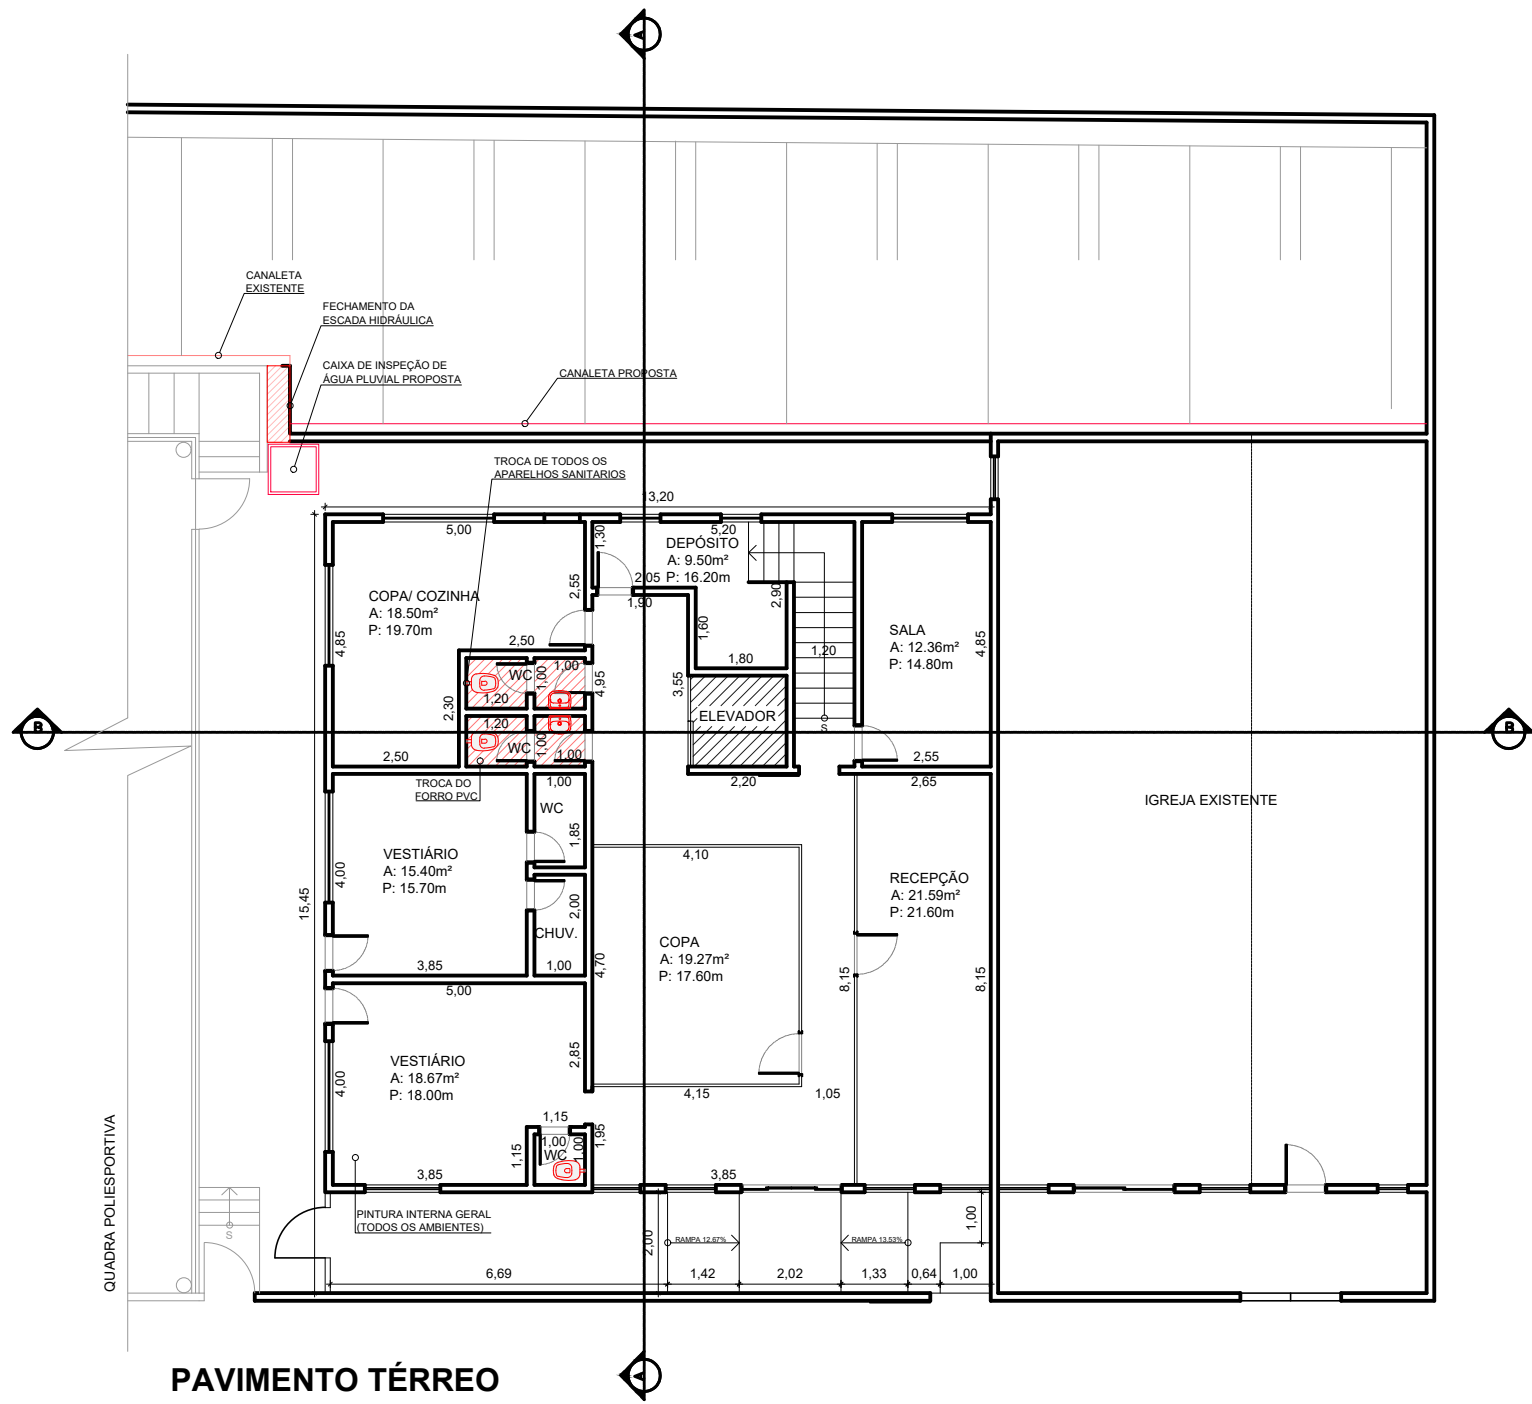 A
CANALETA
EXISTENTE
FECHAMENTO DA
ESCADA HIDRÁULICA
CAIXA DE INSPEÇÃO DE
ÁGUA PLUVIAL PROPOSTA
CANALETA PROPOSTA
TROCA DE TODOS OS
APARELHOS SANITARIOS
13,20
5,00
1,30
5,20
DEPÓSITO
A: 9.50m²
P: 16.20m
2,05
1,90
2,55
2,90
COPA/ COZINHA
A: 18.50m²
P: 19.70m
4,85
2,50
1,60
1,80
1,20
SALA
A: 12.36m²
P: 14.80m
4,85
WC
1,00
1,00
1,20
4,95
3,55
2,30
ELEVADOR
S
1,20
WC
1,00
1,00
B
B
2,50
2,55
TROCA DO
FORRO PVC
1,00
2,20
2,65
WC
1,85
IGREJA EXISTENTE
VESTIÁRIO
A: 15.40m²
P: 15.70m
4,00
4,10
RECEPÇÃO
A: 21.59m²
P: 21.60m
15,45
2,00
CHUV.
1,00
3,85
4,70
COPA
A: 19.27m²
P: 17.60m
8,15
8,15
5,00
VESTIÁRIO
A: 18.67m²
P: 18.00m
4,00
2,85
4,15
1,05
1,15
1,00
WC
1,00
1,15
1,95
3,85
3,85
QUADRA POLIESPORTIVA
S
PINTURA INTERNA GERAL
(TODOS OS AMBIENTES)
2,00
RAMPA 12.67%
RAMPA 13.53%
1,00
6,69
1,42
2,02
1,33
0,64
1,00
A
PAVIMENTO TÉRREO